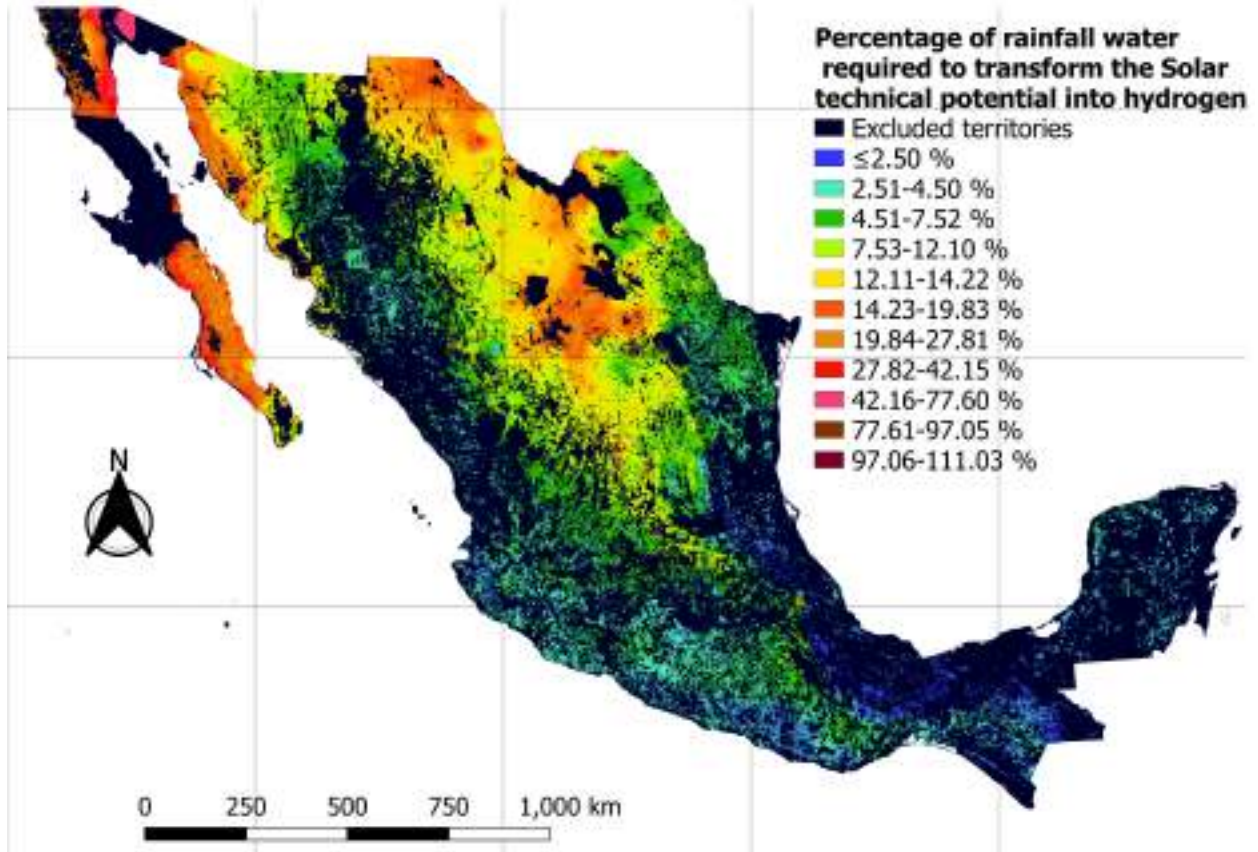 Percentage of rainfall water
required to transform the Solar
technical potential into hydrogen
Excluded territories
≤2.50 %
2.51-4.50 %
4.51-7.52 %
7.53-12.10 %
12.11-14.22 %
14.23-19.83 %
19.84-27.81 %
27.82-42.15 %
42.16-77.60 %
77.61-97.05 %
97.06-111.03 %
N
0 250 500 750 1,000 km